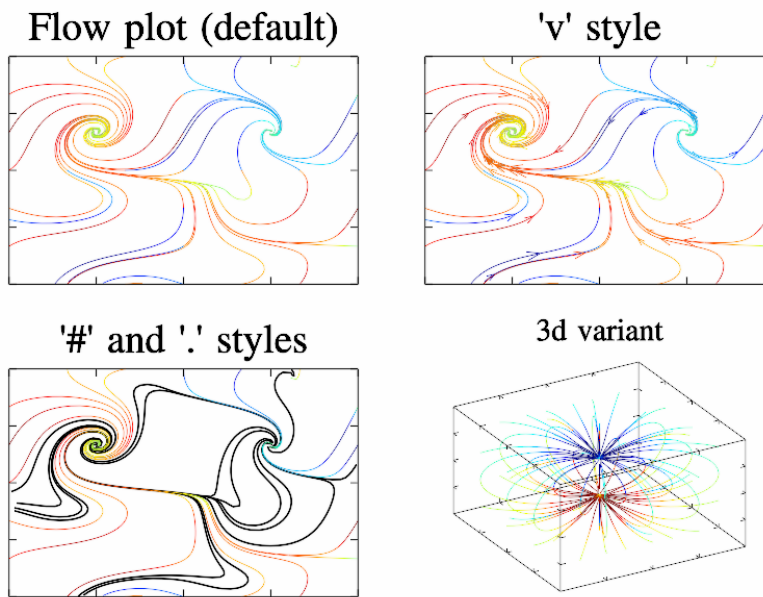 Flow plot (default)
'v' style
'#' and '.' styles
3d variant